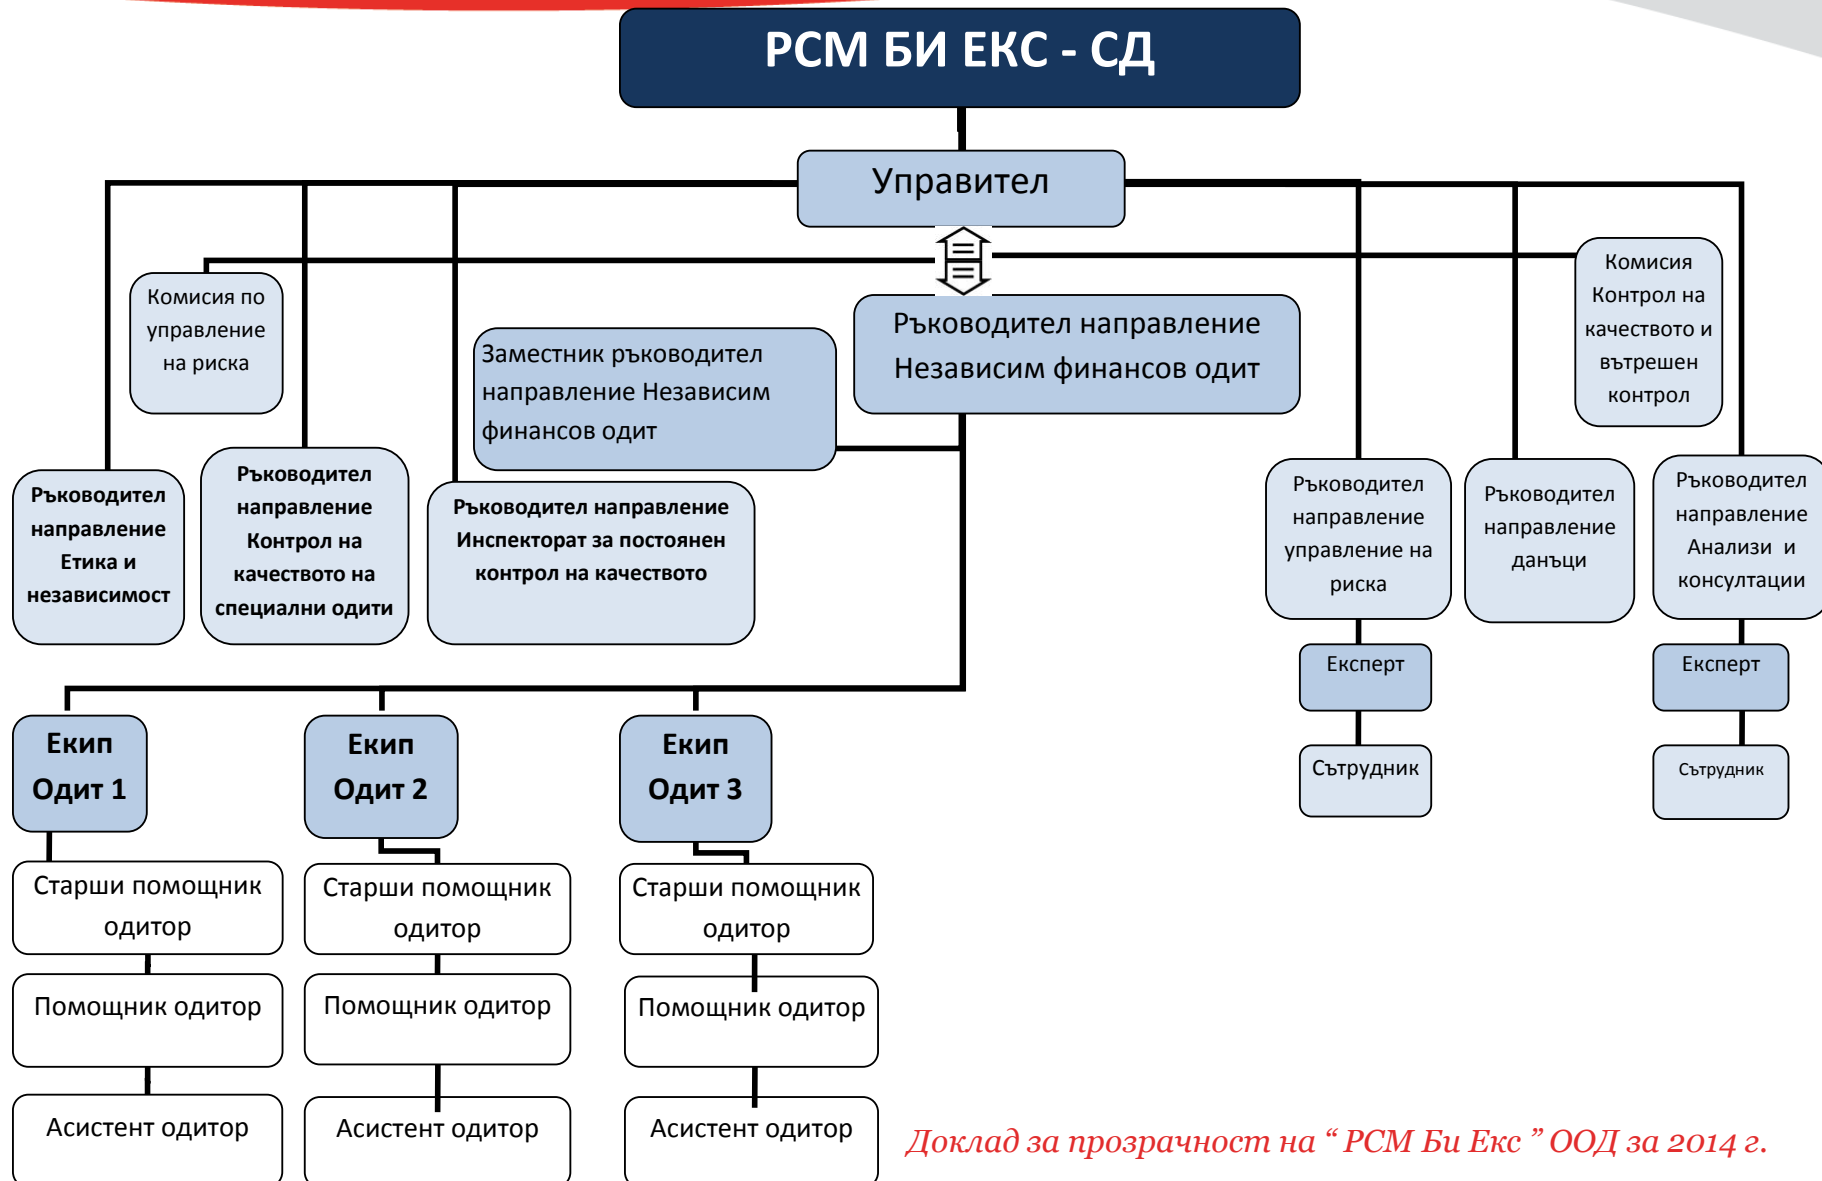 РСМ БИ ЕКС - СД
Управител
Комисия по
управление
на риска
Комисия
Контрол на
качеството и
вътрешен
контрол
Заместник ръководител
направление Независим
финансов одит
Ръководител направление
Независим финансов одит
Ръководител
направление
Етика и
независимост
Ръководител
направление
Контрол на
качеството на
специални одити
Ръководител направление
Инспекторат за постоянен
контрол на качеството
Ръководител
направление
управление на
риска
Ръководител
направление
данъци
Ръководител
направление
Анализи и
консултации
Експерт
Експерт
Сътрудник
Сътрудник
Екип
Одит 1
Екип
Одит 2
Екип
Одит 3
Старши помощник
одитор
Старши помощник
одитор
Старши помощник
одитор
Помощник одитор
Помощник одитор
Помощник одитор
Асистент одитор
Асистент одитор
Асистент одитор
Доклад за прозрачност на “ РСМ Би Екс ” ООД за 2014 г.